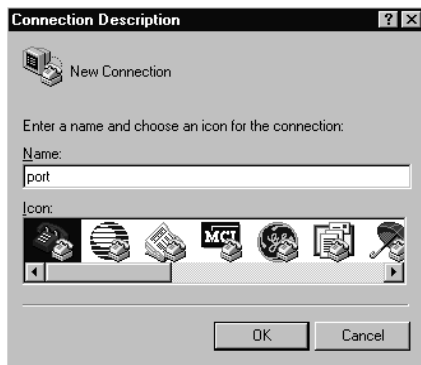 Connection Description
New Connection
Enter a name and choose an icon for the connection:
Name:
port
Icon:
MCI
OK Cancel